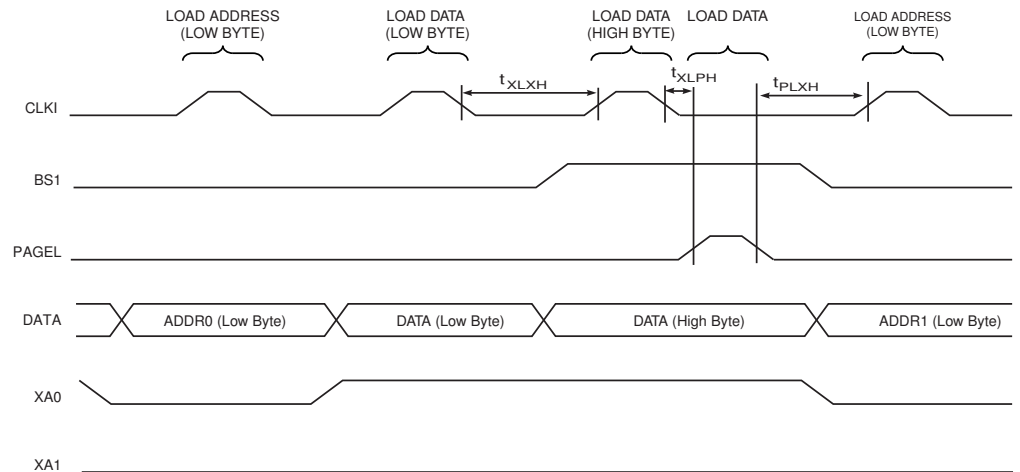 LOAD ADDRESS
(LOW BYTE)
LOAD DATA
(LOW BYTE)
LOAD DATA
(HIGH BYTE)
LOAD DATA
LOAD ADDRESS
(LOW BYTE)
CLKI
tXLXH
tXLPH
tPLXH
BS1
PAGEL
DATA
ADDR0 (Low Byte)
DATA (Low Byte)
DATA (High Byte)
ADDR1 (Low Byte)
XA0
XA1